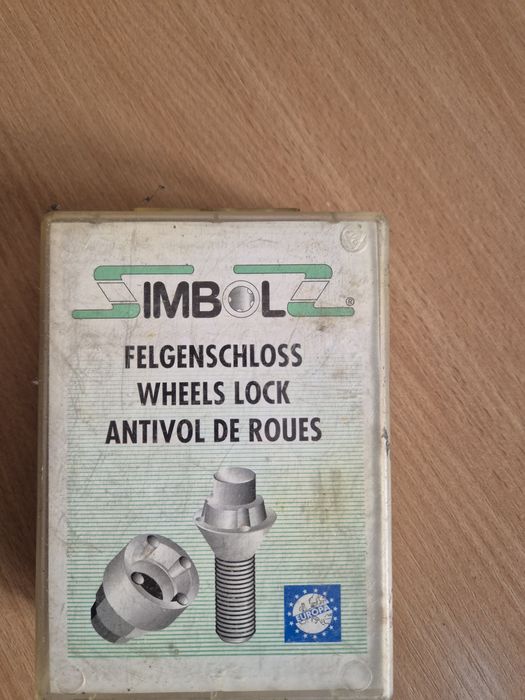 SIMBOL ®
FELGENSCHLOSS
WHEELS LOCK
ANTIVOL DE ROUES
EUROPA